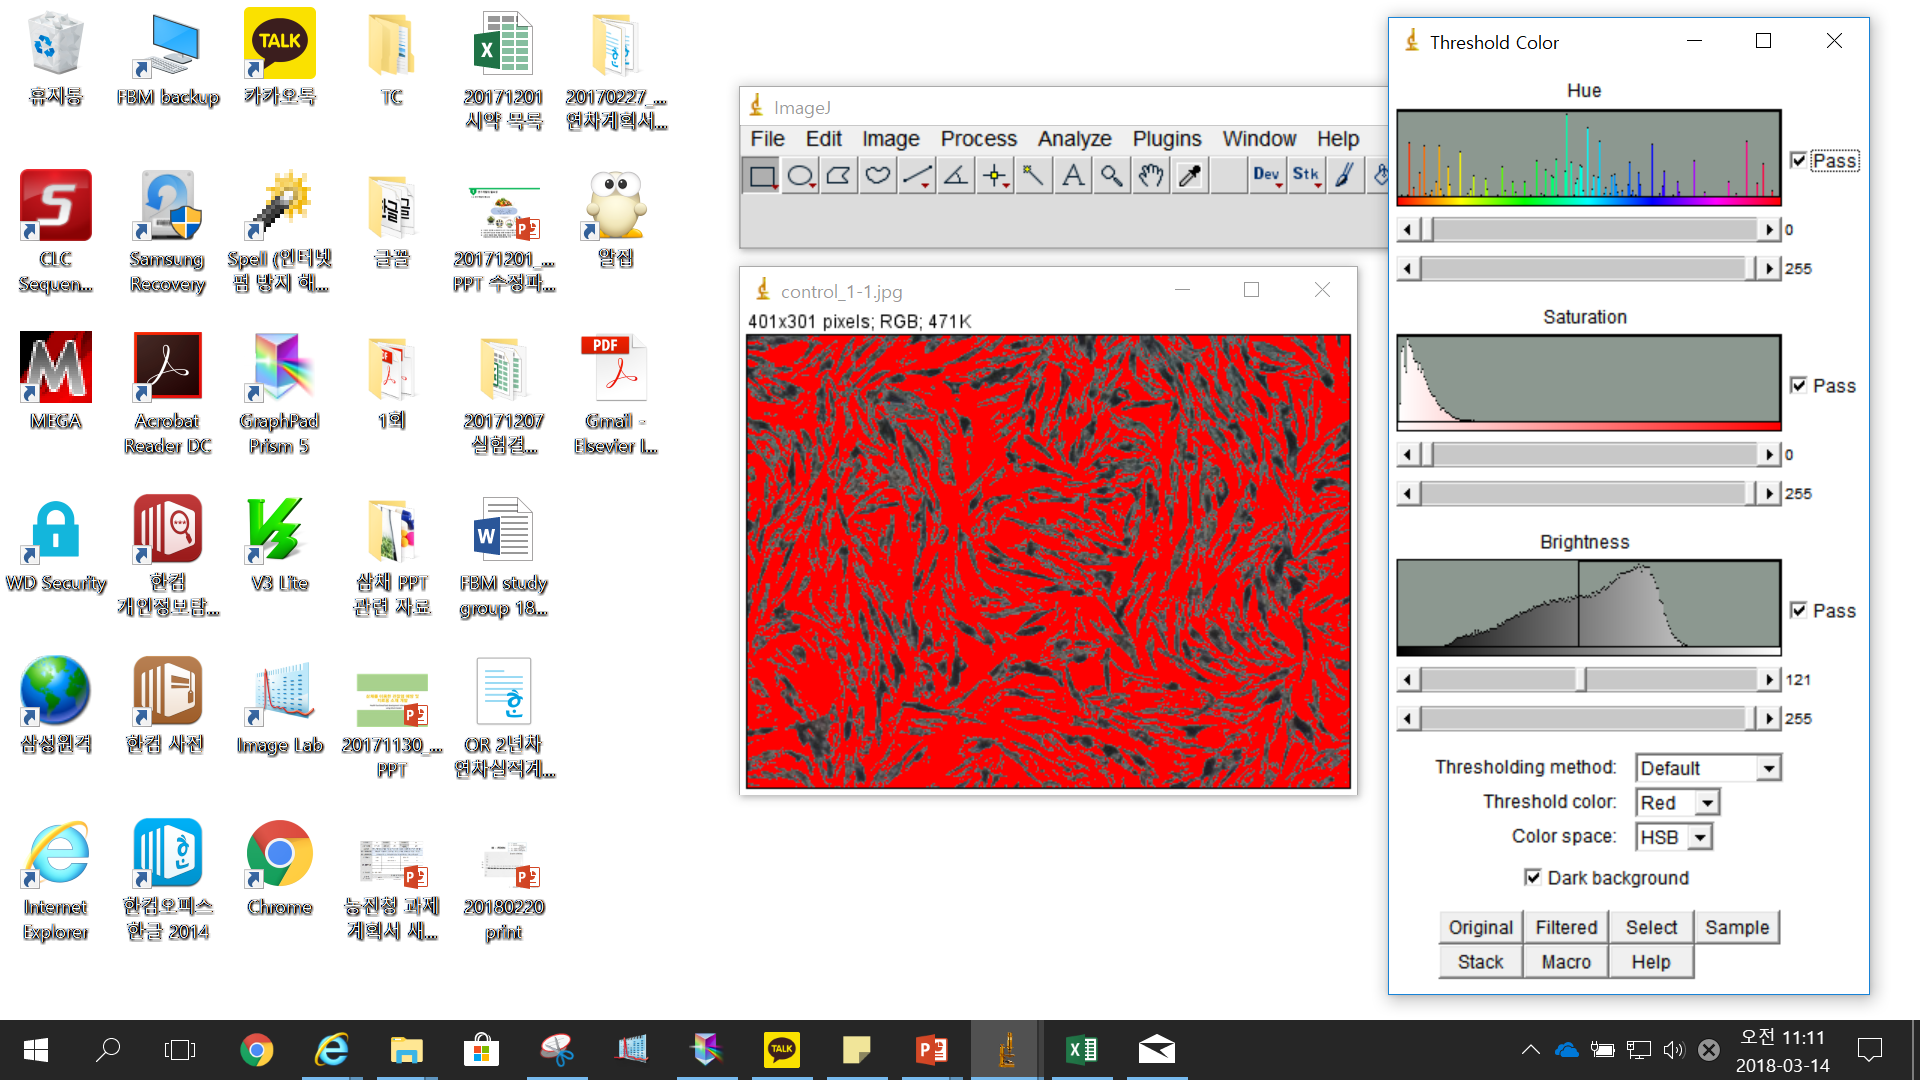 휴지통
FBM backup
TALK
카카오톡
TC
20171201
시약 목록
20170227_...
연차계획서...
CLC
Sequen...
Samsung
Recovery
Spell (인터넷
펌 방지 해...
글꼴
20171201_...
PPT 수정파...
알집
MEGA
Acrobat
Reader DC
GraphPad
Prism 5
1회
20171207
실험결...
PDF
Gmail -
Elsevier l...
WD Security
한컴
개인정보탐...
V3 Lite
삼채 PPT
관련 자료
FBM study
group 18...
삼성원격
한컴 사전
Image Lab
20171130_...
PPT
OR 2년차
연차실적계...
Internet
Explorer
한컴오피스
한글 2014
Chrome
농진청 과제
계획서 새...
20180220
print
ImageJ
File Edit Image Process Analyze Plugins Window Help
Dev Stk
control_1-1.jpg
401x301 pixels; RGB; 471K
Threshold Color
Hue
Pass
0
255
Saturation
Pass
0
255
Brightness
Pass
121
255
Thresholding method: Default
Threshold color: Red
Color space: HSB
Dark background
Original Filtered Select Sample
Stack Macro Help
TALK
오전 11:11
2018-03-14